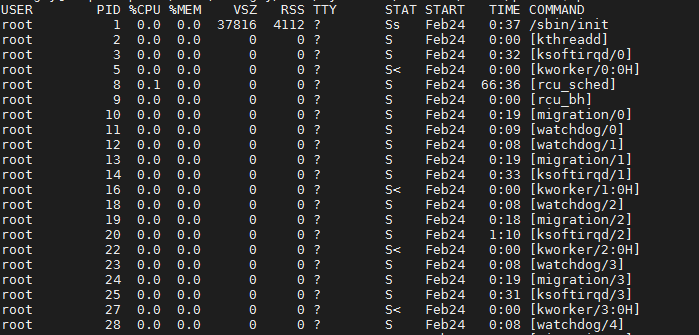 USER PID %CPU %MEM VSZ RSS TTY STAT START TIME COMMAND
root 1 0.0 0.0 37816 4112 ? Ss Feb24 0:37 /sbin/init
root 2 0.0 0.0 0 0 ? S Feb24 0:00 [kthreadd]
root 3 0.0 0.0 0 0 ? S Feb24 0:32 [ksoftirqd/0]
root 5 0.0 0.0 0 0 ? S< Feb24 0:00 [kworker/0:0H]
root 8 0.1 0.0 0 0 ? S Feb24 66:36 [rcu_sched]
root 9 0.0 0.0 0 0 ? S Feb24 0:00 [rcu_bh]
root 10 0.0 0.0 0 0 ? S Feb24 0:19 [migration/0]
root 11 0.0 0.0 0 0 ? S Feb24 0:09 [watchdog/0]
root 12 0.0 0.0 0 0 ? S Feb24 0:08 [watchdog/1]
root 13 0.0 0.0 0 0 ? S Feb24 0:19 [migration/1]
root 14 0.0 0.0 0 0 ? S Feb24 0:33 [ksoftirqd/1]
root 16 0.0 0.0 0 0 ? S< Feb24 0:00 [kworker/1:0H]
root 18 0.0 0.0 0 0 ? S Feb24 0:08 [watchdog/2]
root 19 0.0 0.0 0 0 ? S Feb24 0:18 [migration/2]
root 20 0.0 0.0 0 0 ? S Feb24 1:10 [ksoftirqd/2]
root 22 0.0 0.0 0 0 ? S< Feb24 0:00 [kworker/2:0H]
root 23 0.0 0.0 0 0 ? S Feb24 0:08 [watchdog/3]
root 24 0.0 0.0 0 0 ? S Feb24 0:19 [migration/3]
root 25 0.0 0.0 0 0 ? S Feb24 0:31 [ksoftirqd/3]
root 27 0.0 0.0 0 0 ? S< Feb24 0:00 [kworker/3:0H]
root 28 0.0 0.0 0 0 ? S Feb24 0:08 [watchdog/4]